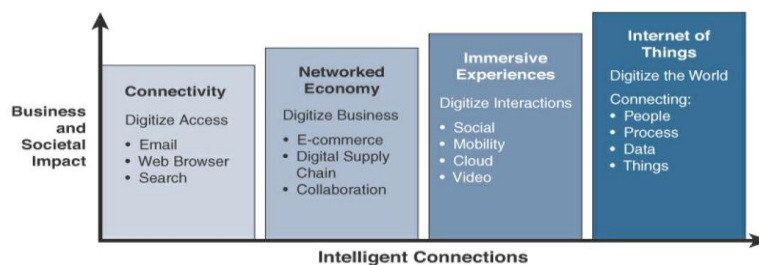 Business
and
Societal
Impact
Connectivity
Digitize Access
• Email
• Web Browser
• Search
Networked
Economy
Digitize Business
• E-commerce
• Digital Supply
Chain
• Collaboration
Immersive
Experiences
Digitize Interactions
• Social
• Mobility
• Cloud
• Video
Internet of
Things
Digitize the World
Connecting:
• People
• Process
• Data
• Things
Intelligent Connections